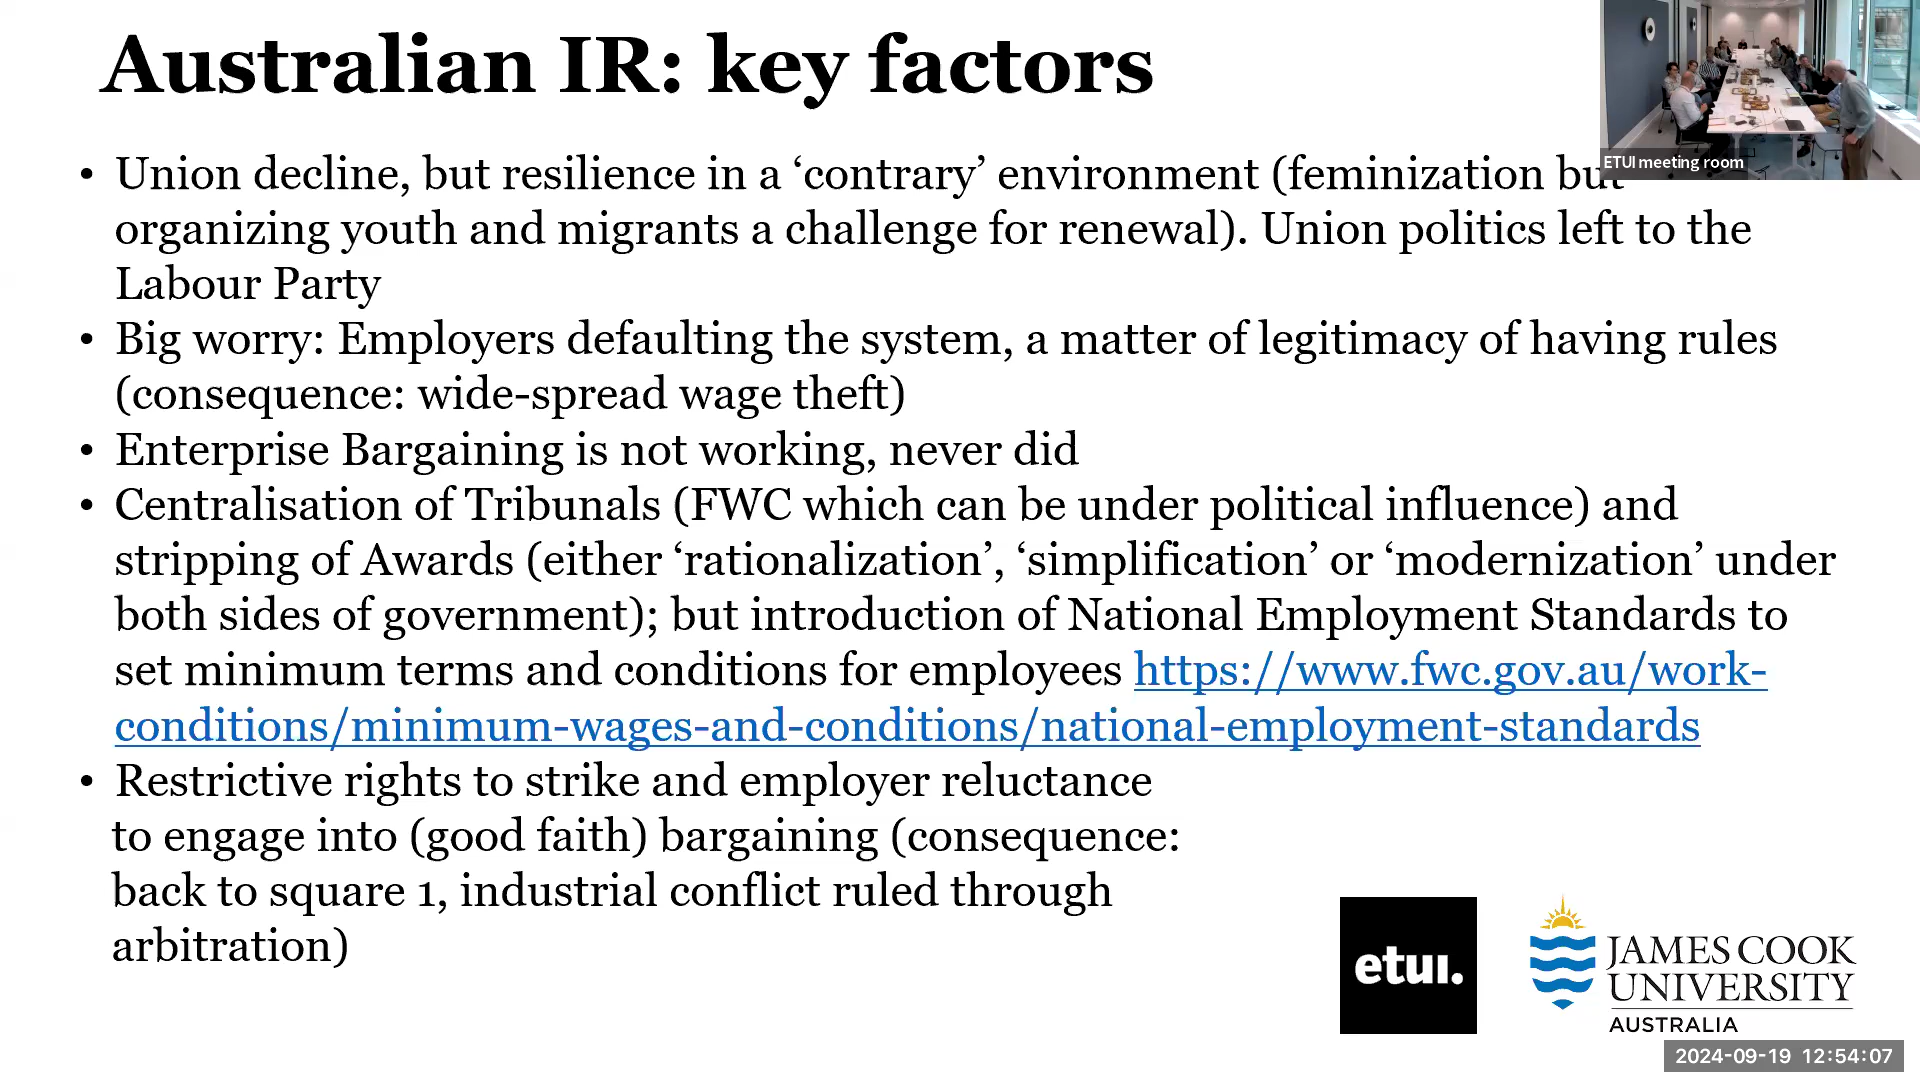 Australian IR: key factors
ETUI meeting room
• Union decline, but resilience in a ‘contrary’ environment (feminization but
organizing youth and migrants a challenge for renewal). Union politics left to the
Labour Party
• Big worry: Employers defaulting the system, a matter of legitimacy of having rules
(consequence: wide-spread wage theft)
• Enterprise Bargaining is not working, never did
• Centralisation of Tribunals (FWC which can be under political influence) and
stripping of Awards (either ‘rationalization’, ‘simplification’ or ‘modernization’ under
both sides of government); but introduction of National Employment Standards to
set minimum terms and conditions for employees https://www.fwc.gov.au/work-
conditions/minimum-wages-and-conditions/national-employment-standards
• Restrictive rights to strike and employer reluctance
to engage into (good faith) bargaining (consequence:
back to square 1, industrial conflict ruled through
arbitration)
etui.
JAMES COOK
UNIVERSITY
AUSTRALIA
2024-09-19 12:54:07